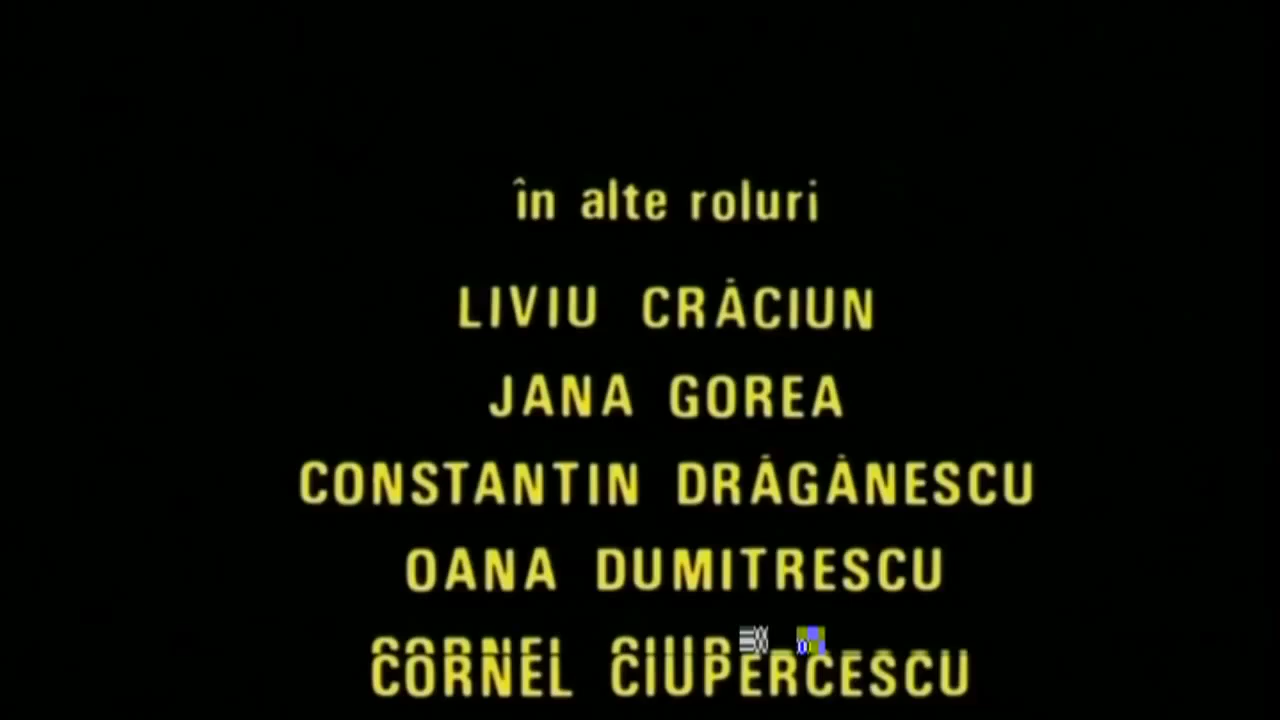 în alte roluri
LIVIU CRĂCIUN
JANA GOREA
CONSTANTIN DRĂGĂNESCU
OANA DUMITRESCU
CORNEL CIUPERCESCU